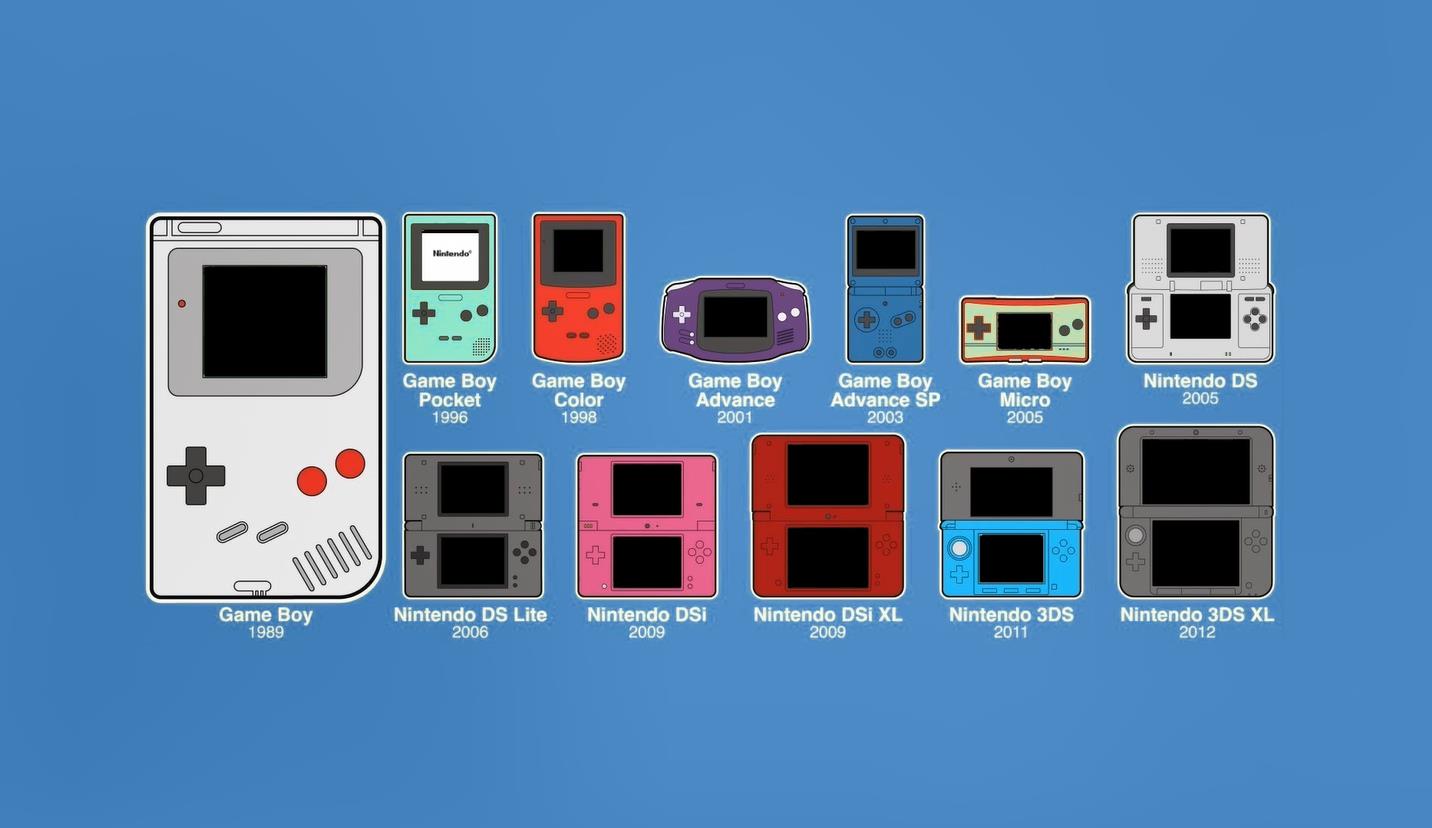 Nintendo®
Game Boy
Pocket
1996
Game Boy
Color
1998
Game Boy
Advance
2001
Game Boy
Advance SP
2003
Game Boy
Micro
2005
Nintendo DS
2005
Game Boy
1989
Nintendo DS Lite
2006
Nintendo DSi
2009
Nintendo DSi XL
2009
Nintendo 3DS
2011
Nintendo 3DS XL
2012